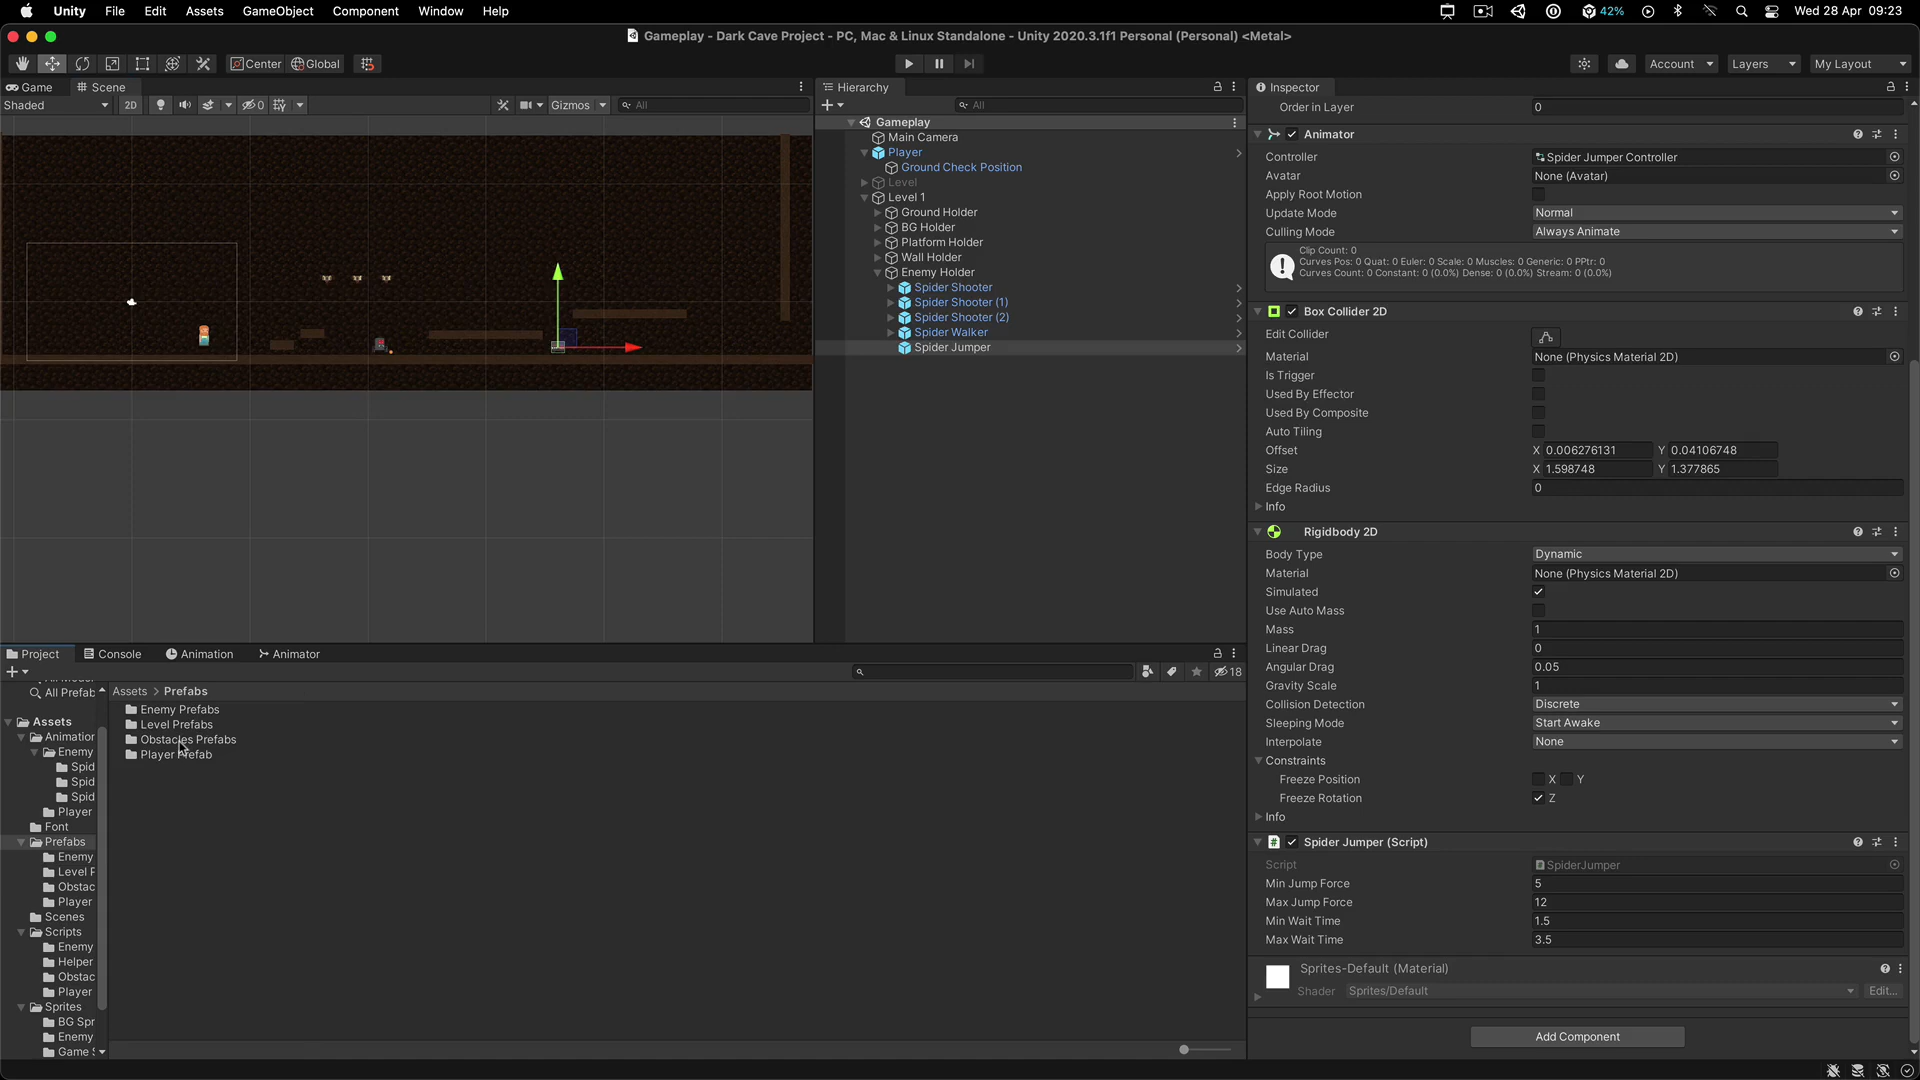 Unity File Edit Assets GameObject Component Window Help 42% Wed 28 Apr 09:23
Gameplay - Dark Cave Project - PC, Mac & Linux Standalone - Unity 2020.3.1f1 Personal (Personal) <Metal>
Center Global Account Layers My Layout
Game Scene
Shaded 2D 0 Gizmos All
Hierarchy
All
Gameplay
Main Camera
Player
Ground Check Position
Level
Level 1
Ground Holder
BG Holder
Platform Holder
Wall Holder
Enemy Holder
Spider Shooter
Spider Shooter (1)
Spider Shooter (2)
Spider Walker
Spider Jumper
Inspector
Order in Layer 0
Animator
Controller Spider Jumper Controller
Avatar None (Avatar)
Apply Root Motion
Update Mode Normal
Culling Mode Always Animate
Clip Count: 0
Curves Pos: 0 Quat: 0 Euler: 0 Scale: 0 Muscles: 0 Generic: 0 PPtr: 0
Curves Count: 0 Constant: 0 (0.0%) Dense: 0 (0.0%) Stream: 0 (0.0%)
Box Collider 2D
Edit Collider
Material None (Physics Material 2D)
Is Trigger
Used By Effector
Used By Composite
Auto Tiling
Offset X 0.006276131 Y 0.04106748
Size X 1.598748 Y 1.377865
Edge Radius 0
Info
Rigidbody 2D
Body Type Dynamic
Material None (Physics Material 2D)
Simulated
Use Auto Mass
Mass 1
Linear Drag 0
Angular Drag 0.05
Gravity Scale 1
Collision Detection Discrete
Sleeping Mode Start Awake
Interpolate None
Constraints
Freeze Position X Y
Freeze Rotation Z
Info
Spider Jumper (Script)
Script SpiderJumper
Min Jump Force 5
Max Jump Force 12
Min Wait Time 1.5
Max Wait Time 3.5
Sprites-Default (Material)
Shader Sprites/Default Edit...
Add Component
Project Console Animation Animator
18
All Prefab
Assets
Animation
Enemy
Spid
Spid
Spid
Player
Font
Prefabs
Enemy
Level P
Obstac
Player
Scenes
Scripts
Enemy
Helper
Obstac
Player
Sprites
BG Spr
Enemy
Game S
Assets > Prefabs
Enemy Prefabs
Level Prefabs
Obstacles Prefabs
Player Prefab